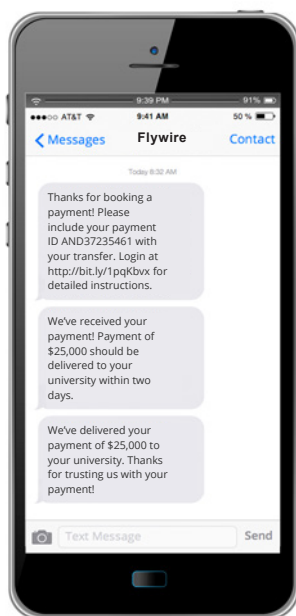 9:39 PM 91%
AT&T 9:41 AM 50 %
Messages Flywire Contact
Today 9:32 AM
Thanks for booking a
payment! Please
include your payment
ID AND37235461 with
your transfer. Login at
http://bit.ly/1pqKbvx for
detailed instructions.
We've received your
payment! Payment of
$25,000 should be
delivered to your
university within two
days.
We've delivered your
payment of $25,000 to
your university. Thanks
for trusting us with your
payment!
Text Message Send